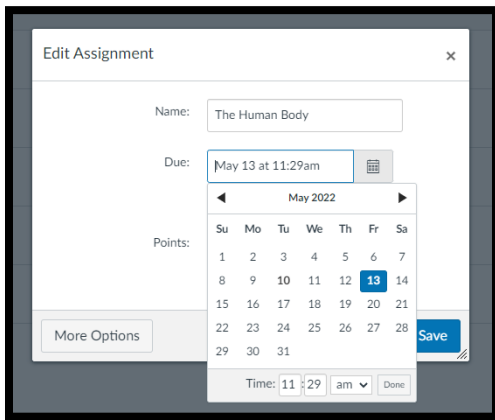 Edit Assignment ×
Name: The Human Body
Due: May 13 at 11:29am
May 2022
Su Mo Tu We Th Fr Sa
1 2 3 4 5 6 7
Points:
8 9 10 11 12 13 14
15 16 17 18 19 20 21
22 23 24 25 26 27 28
More Options Save
29 30 31
Time: 11 : 29 am Done